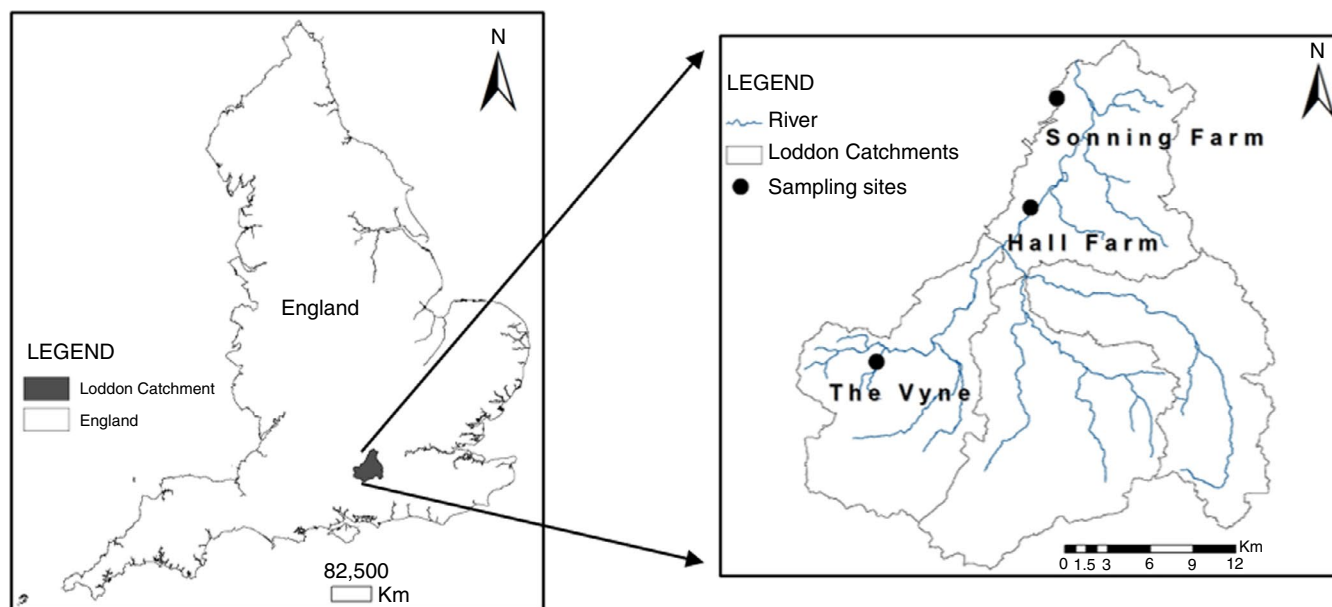 N
England
LEGEND
Loddon Catchment
England
82,500
Km
N
LEGEND
River
Loddon Catchments
Sampling sites
Sonning Farm
Hall Farm
The Vyne
Km
0 1.5 3 6 9 12